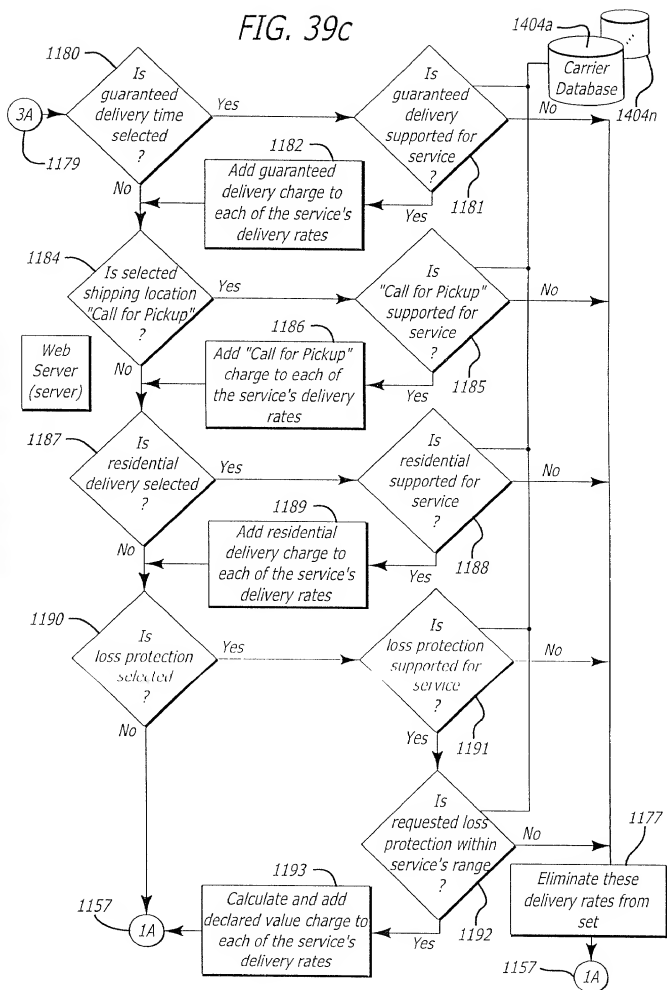 FIG. 39c
1404a
Carrier
Database
...
1404n
1180
3A
1179
Is
guaranteed
delivery time
selected
?
Yes
No
Is
guaranteed
delivery
supported for
service
?
No
Yes
1181
1182
Add guaranteed
delivery charge to
each of the service's
delivery rates
1184
Is selected
shipping location
"Call for Pickup"
?
Yes
No
Is
"Call for Pickup"
supported for
service
?
No
Yes
1185
1186
Add "Call for Pickup"
charge to each of
the service's delivery
rates
Web
Server
(server)
1187
Is
residential
delivery selected
?
Yes
No
Is
residential
supported for
service
?
No
Yes
1188
1189
Add residential
delivery charge to
each of the service's
delivery rates
1190
Is
loss protection
selected
?
Yes
No
Is
loss protection
supported for
service
?
No
Yes
1191
Is
requested loss
protection within
service's range
?
No
Yes
1192
1193
Calculate and add
declared value charge to
each of the service's
delivery rates
1157
1A
1177
Eliminate these
delivery rates from
set
1157
1A